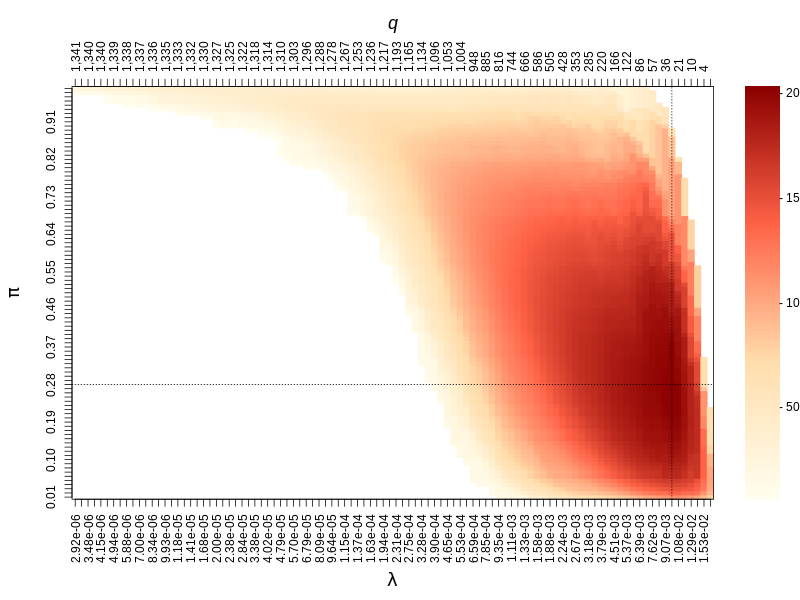 q
1,341
1,340
1,340
1,339
1,338
1,337
1,336
1,335
1,333
1,332
1,330
1,327
1,325
1,322
1,318
1,314
1,310
1,303
1,296
1,288
1,278
1,267
1,253
1,236
1,217
1,193
1,165
1,134
1,096
1,053
1,004
948
885
816
744
666
586
505
428
353
285
220
166
122
86
57
36
21
10
4
π
0.91
0.82
0.73
0.64
0.55
0.46
0.37
0.28
0.19
0.10
0.01
20
15
10
50
2.92e-06
3.48e-06
4.15e-06
4.94e-06
5.88e-06
7.00e-06
8.34e-06
9.93e-06
1.18e-05
1.41e-05
1.68e-05
2.00e-05
2.38e-05
2.84e-05
3.38e-05
4.02e-05
4.79e-05
5.70e-05
6.79e-05
8.09e-05
9.64e-05
1.15e-04
1.37e-04
1.63e-04
1.94e-04
2.31e-04
2.75e-04
3.28e-04
3.90e-04
4.65e-04
5.53e-04
6.59e-04
7.85e-04
9.35e-04
1.11e-03
1.33e-03
1.58e-03
1.88e-03
2.24e-03
2.67e-03
3.18e-03
3.79e-03
4.51e-03
5.37e-03
6.39e-03
7.62e-03
9.07e-03
1.08e-02
1.29e-02
1.53e-02
λ